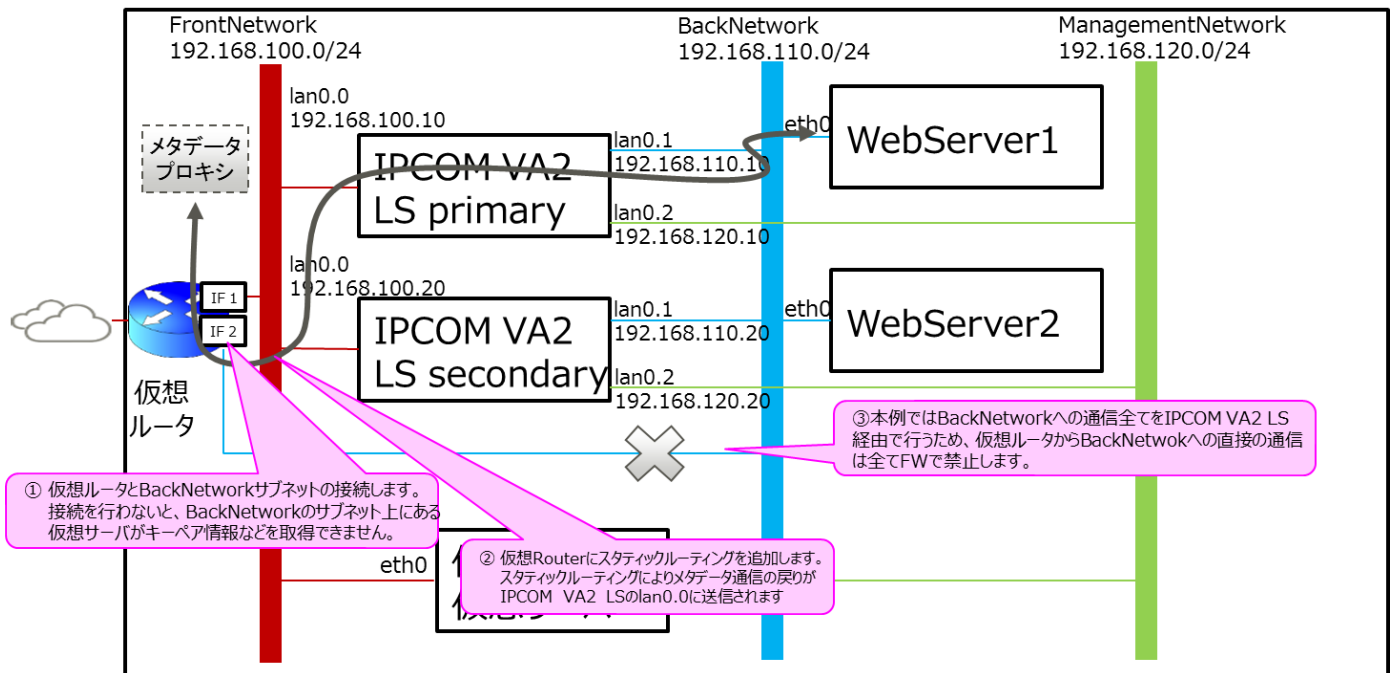 FrontNetwork
192.168.100.0/24
BackNetwork
192.168.110.0/24
ManagementNetwork
192.168.120.0/24
lan0.0
192.168.100.10
メタデータ
プロキシ
IPCOM VA2
LS primary
lan0.1
192.168.110.10
eth0
WebServer1
lan0.2
192.168.120.10
lan0.0
192.168.100.20
IF 1
IF 2
IPCOM VA2
LS secondary
lan0.1
192.168.110.20
eth0
WebServer2
lan0.2
192.168.120.20
仮想
ルータ
③本例ではBackNetworkへの通信全てをIPCOM VA2 LS
経由で行うため、仮想ルータからBackNetwokへの直接の通信
は全てFWで禁止します。
① 仮想ルータとBackNetworkサブネットの接続します。
接続を行わないと、BackNetworkのサブネット上にある
仮想サーバがキーペア情報などを取得できません。
eth0
② 仮想Routerにスタティックルーティングを追加します。
スタティックルーティングによりメタデータ通信の戻りが
IPCOM VA2 LSのlan0.0に送信されます